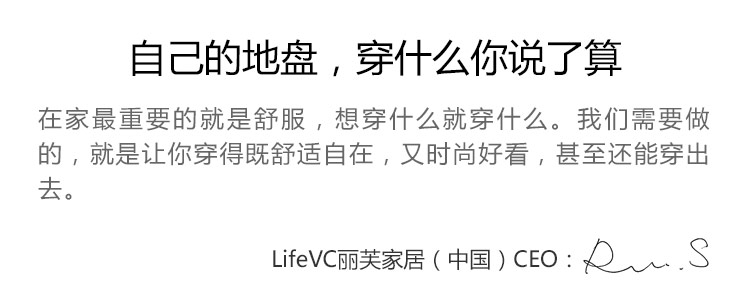 自己的地盘，穿什么你说了算
在家最重要的就是舒服，想穿什么就穿什么。我们需要做
的，就是让你穿得既舒适自在，又时尚好看，甚至还能穿出
去。
LifeVC丽芙家居（中国）CEO：